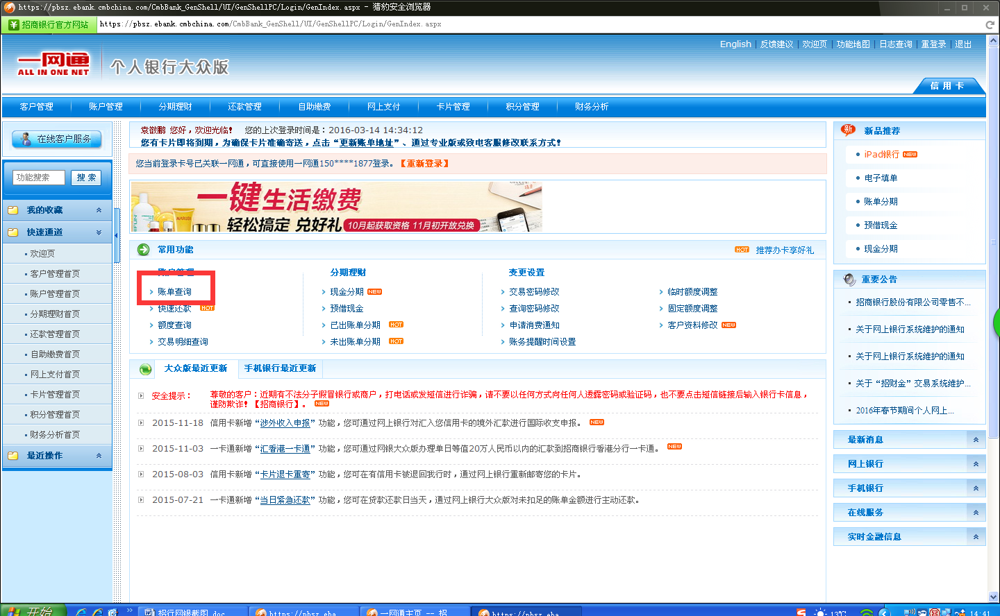 https://pbsz.ebank.cmbchina.com/CmbBank_GenShell/UI/GenShellPC/Login/GenIndex.aspx - 猎豹安全浏览器
招商银行官方网站 https://pbsz.ebank.cmbchina.com/CmbBank_GenShell/UI/GenShellPC/Login/GenIndex.aspx
English | 反馈建议 | 欢迎页 | 功能地图 | 日志查询 | 重登录 | 退出
一网通
ALL IN ONE NET
个人银行大众版
信用卡
客户管理 账户管理 分期理财 还款管理 自助缴费 网上支付 卡片管理 积分管理 财务分析
在线客户服务
功能搜索 搜 索
我的收藏
快速通道
欢迎页
客户管理首页
账户管理首页
分期理财首页
还款管理首页
自助缴费首页
网上支付首页
卡片管理首页
积分管理首页
财务分析首页
最近操作
袁徽鹏 您好，欢迎光临！ 您的上次登录时间是：2016-03-14 14:34:12
您有卡片即将到期，为确保卡片准确寄送，点击“更新账单地址”、通过专业版或致电客服修改联系方式！
您当前登录卡号已关联一网通，可直接使用一网通150****1877登录。【重新登录】
一键生活缴费
轻松搞定 兑好礼 10月起获取资格 11月初开放兑换
常用功能
HOT 推荐办卡享好礼
账户管理
账单查询
快速还款 HOT
额度查询
交易明细查询
分期理财
现金分期 NEW
预借现金
已出账单分期 HOT
未出账单分期 HOT
变更设置
交易密码修改
查询密码修改
申请消费通知
账务提醒时间设置
临时额度调整
固定额度调整
客户资料修改 NEW
大众版最近更新 手机银行最近更新
安全提示： 尊敬的客户：近期有不法分子假冒银行或商户，打电话或发短信进行诈骗，请不要以任何方式向任何人透露密码或验证码，也不要点击短信链接后输入银行卡信息，
谨防欺诈！【招商银行】。 NEW
2015-11-18 信用卡新增“涉外收入申报”功能，您可通过网上银行对汇入您信用卡的境外汇款进行国际收支申报。 NEW
2015-11-03 一卡通新增“汇香港一卡通”功能，您可通过网银大众版办理单日等值20万人民币以内的汇款到招商银行香港分行一卡通。 NEW
2015-08-03 信用卡新增“卡片退卡重寄”功能，您可在有信用卡被退回我行时，通过网上银行重新邮寄您的卡片。
2015-07-21 一卡通新增“当日紧急还款”功能，您可在贷款还款日当天，通过网上银行大众版对未扣足的账单金额进行主动还款。
新 新品推荐
iPad银行 NEW
电子填单
账单分期
预借现金
现金分期
重要公告
招商银行股份有限公司零售不...
关于网上银行系统维护的通知
关于网上银行系统维护的通知
关于“招财金”交易系统维护...
2016年春节期间个人网上...
最新消息
网上银行
手机银行
在线服务
实时金融信息
开始 招行网银截图.doc https://pbsz.eba 一网通主页 -- 招 https://pbsz.eba 13℃ 14:41